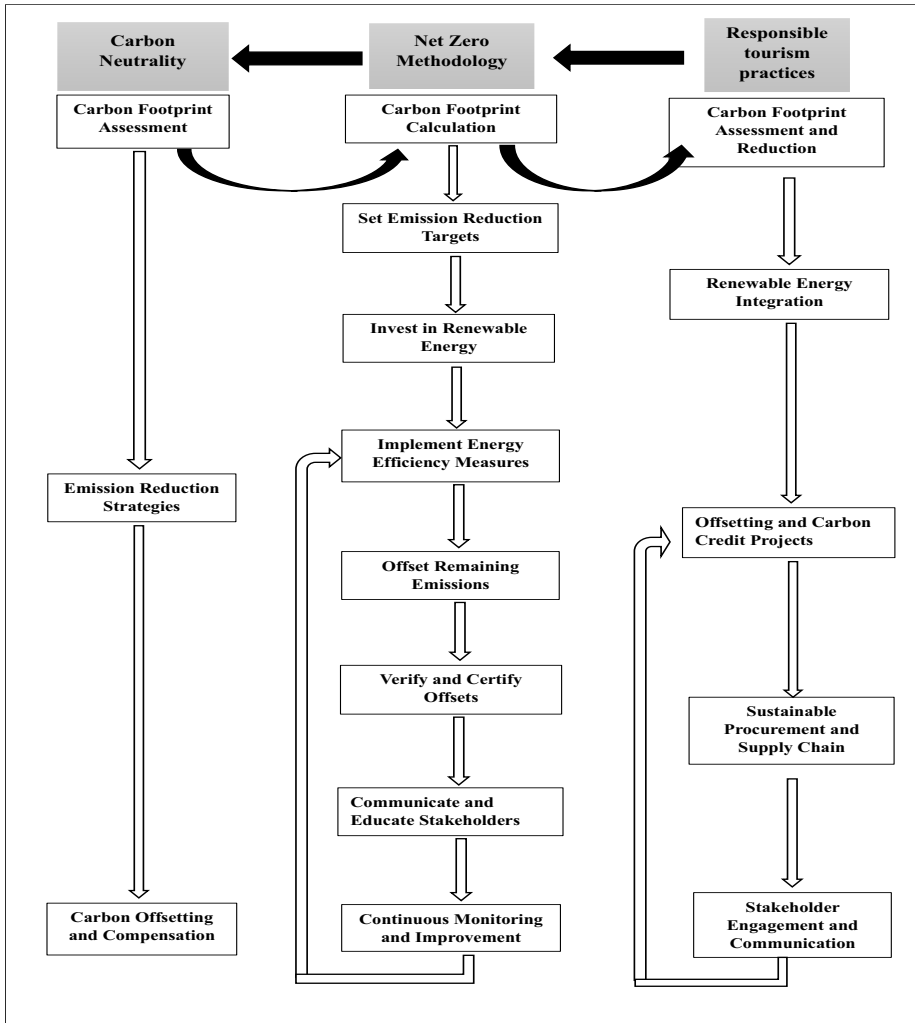 Carbon
Neutrality
Net Zero
Methodology
Responsible
tourism
practices
Carbon Footprint
Assessment
Carbon Footprint
Calculation
Carbon Footprint
Assessment and
Reduction
Set Emission Reduction
Targets
Renewable Energy
Integration
Invest in Renewable
Energy
Implement Energy
Efficiency Measures
Emission Reduction
Strategies
Offsetting and Carbon
Credit Projects
Offset Remaining
Emissions
Verify and Certify
Offsets
Sustainable
Procurement and
Supply Chain
Communicate and
Educate Stakeholders
Carbon Offsetting
and Compensation
Continuous Monitoring
and Improvement
Stakeholder
Engagement and
Communication